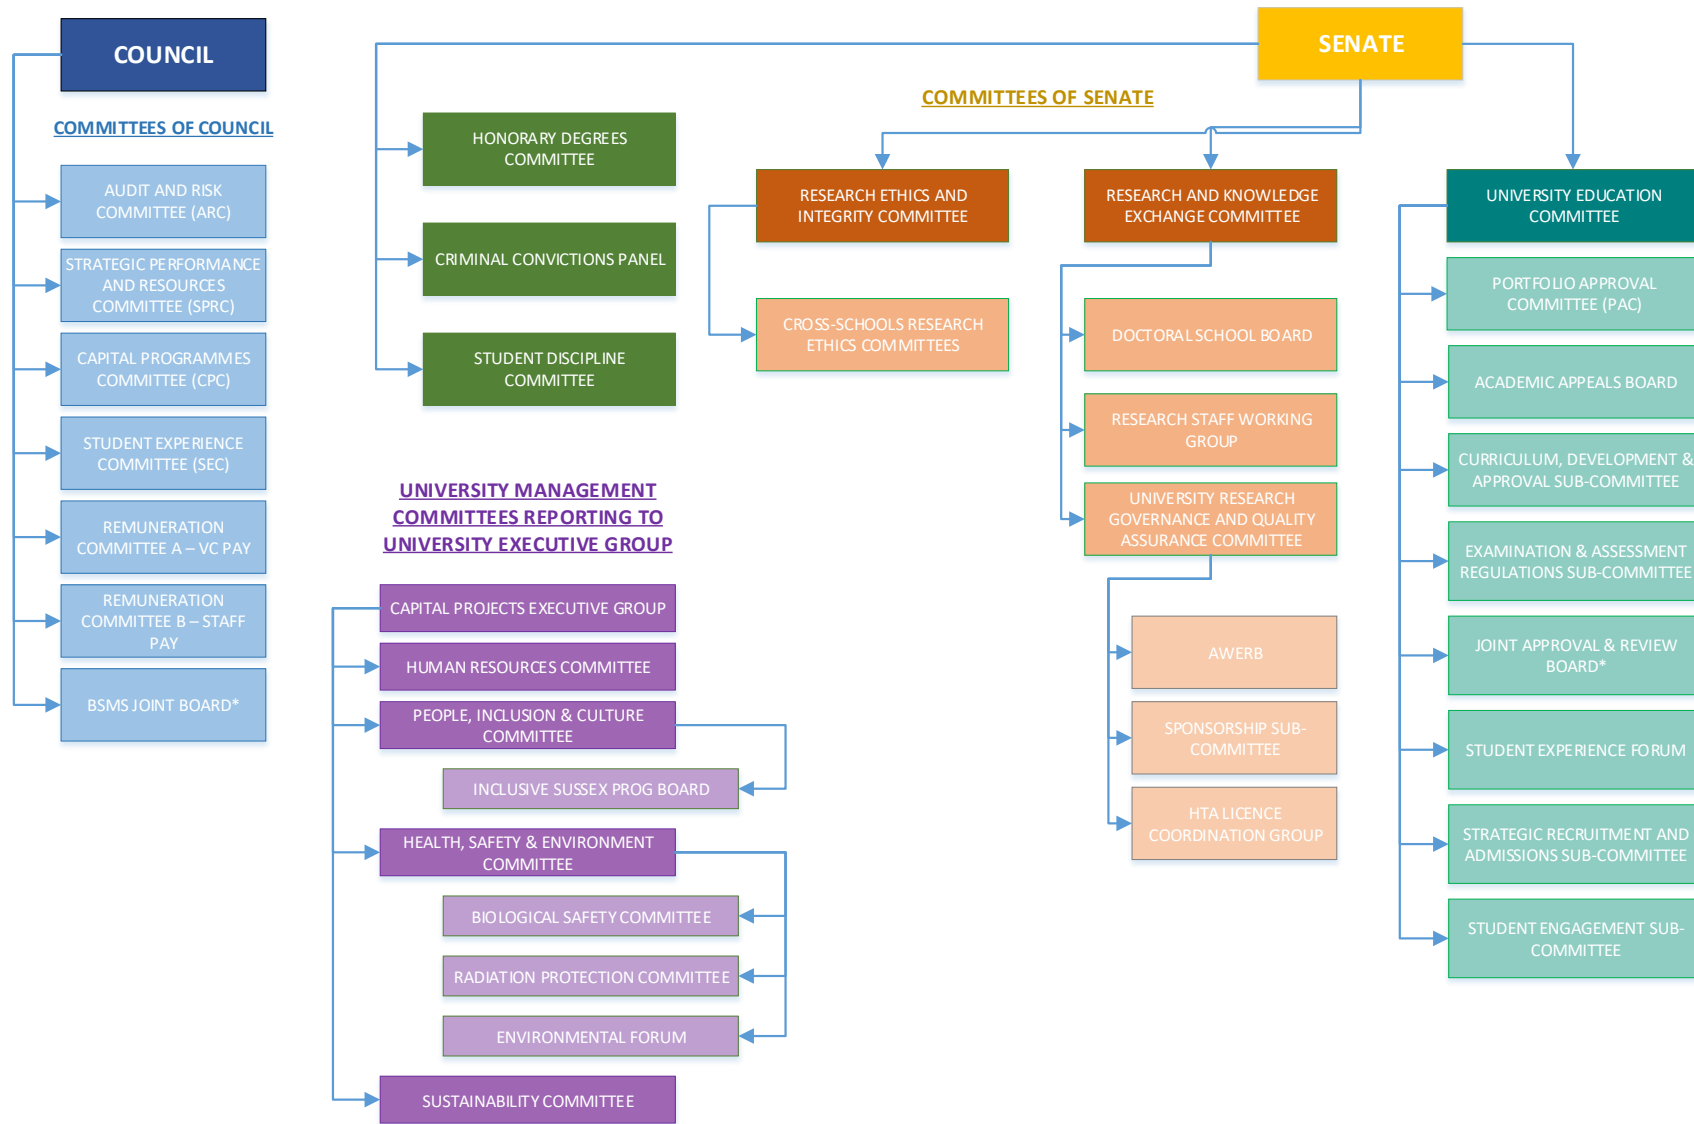 COUNCIL
COMMITTEES OF COUNCIL
AUDIT AND RISK
COMMITTEE (ARC)
STRATEGIC PERFORMANCE
AND RESOURCES
COMMITTEE (SPRC)
CAPITAL PROGRAMMES
COMMITTEE (CPC)
STUDENT EXPERIENCE
COMMITTEE (SEC)
REMUNERATION
COMMITTEE A – VC PAY
REMUNERATION
COMMITTEE B – STAFF
PAY
BSMS JOINT BOARD*
SENATE
COMMITTEES OF SENATE
HONORARY DEGREES
COMMITTEE
CRIMINAL CONVICTIONS PANEL
STUDENT DISCIPLINE
COMMITTEE
RESEARCH ETHICS AND
INTEGRITY COMMITTEE
CROSS-SCHOOLS RESEARCH
ETHICS COMMITTEES
RESEARCH AND KNOWLEDGE
EXCHANGE COMMITTEE
DOCTORAL SCHOOL BOARD
RESEARCH STAFF WORKING
GROUP
UNIVERSITY RESEARCH
GOVERNANCE AND QUALITY
ASSURANCE COMMITTEE
AWERB
SPONSORSHIP SUB-
COMMITTEE
HTA LICENCE
COORDINATION GROUP
UNIVERSITY EDUCATION
COMMITTEE
PORTFOLIO APPROVAL
COMMITTEE (PAC)
ACADEMIC APPEALS BOARD
CURRICULUM, DEVELOPMENT &
APPROVAL SUB-COMMITTEE
EXAMINATION & ASSESSMENT
REGULATIONS SUB-COMMITTEE
JOINT APPROVAL & REVIEW
BOARD*
STUDENT EXPERIENCE FORUM
STRATEGIC RECRUITMENT AND
ADMISSIONS SUB-COMMITTEE
STUDENT ENGAGEMENT SUB-
COMMITTEE
UNIVERSITY MANAGEMENT
COMMITTEES REPORTING TO
UNIVERSITY EXECUTIVE GROUP
CAPITAL PROJECTS EXECUTIVE GROUP
HUMAN RESOURCES COMMITTEE
PEOPLE, INCLUSION & CULTURE
COMMITTEE
INCLUSIVE SUSSEX PROG BOARD
HEALTH, SAFETY & ENVIRONMENT
COMMITTEE
BIOLOGICAL SAFETY COMMITTEE
RADIATION PROTECTION COMMITTEE
ENVIRONMENTAL FORUM
SUSTAINABILITY COMMITTEE